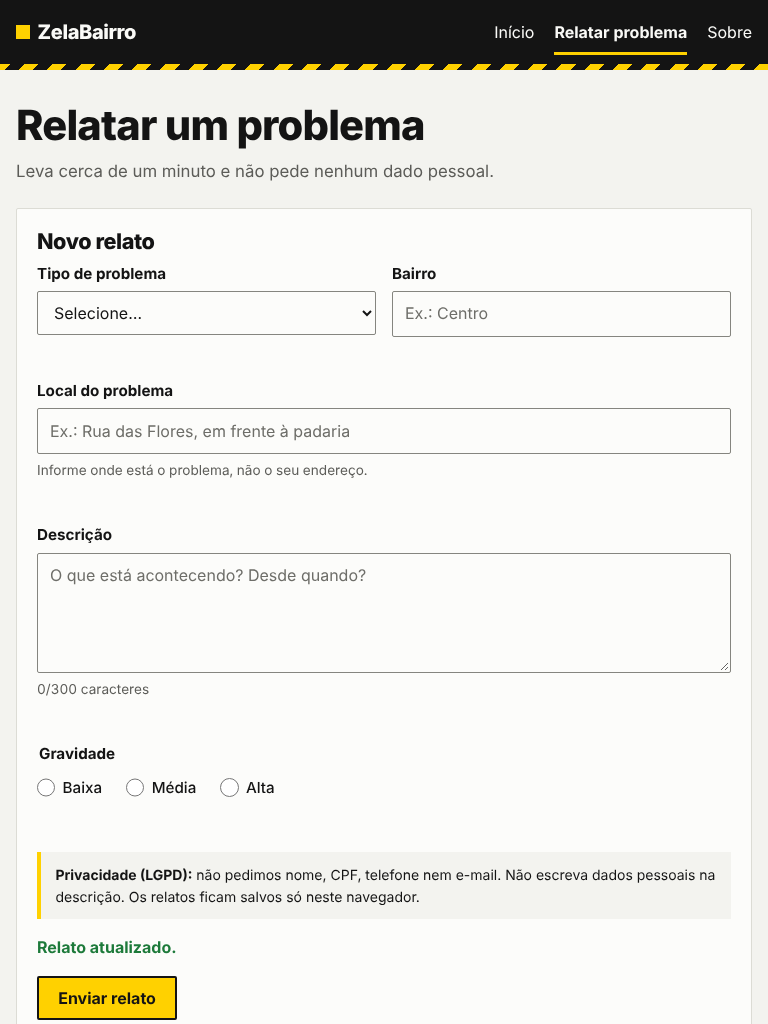 ZelaBairro
Início Relatar problema Sobre
Relatar um problema
Leva cerca de um minuto e não pede nenhum dado pessoal.
Novo relato
Tipo de problema
Selecione...
Bairro
Ex.: Centro
Local do problema
Ex.: Rua das Flores, em frente à padaria
Informe onde está o problema, não o seu endereço.
Descrição
O que está acontecendo? Desde quando?
0/300 caracteres
Gravidade
Baixa Média Alta
Privacidade (LGPD): não pedimos nome, CPF, telefone nem e-mail. Não escreva dados pessoais na
descrição. Os relatos ficam salvos só neste navegador.
Relato atualizado.
Enviar relato